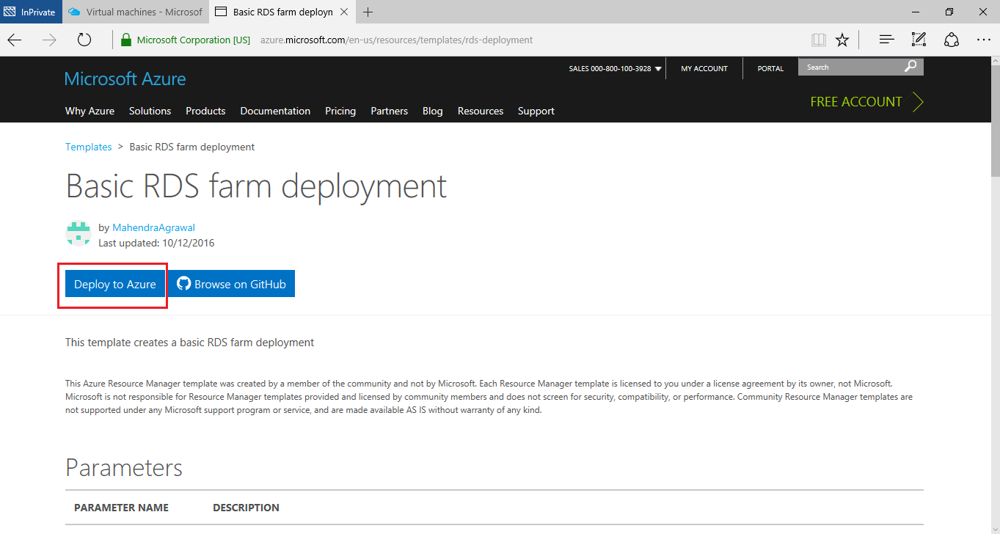 InPrivate
Virtual machines - Microsof
Basic RDS farm deployn
Microsoft Corporation [US] azure.microsoft.com/en-us/resources/templates/rds-deployment
SALES 000-800-100-3928
MY ACCOUNT
PORTAL
Search
Microsoft Azure
FREE ACCOUNT
Why Azure Solutions Products Documentation Pricing Partners Blog Resources Support
Templates > Basic RDS farm deployment
Basic RDS farm deployment
by MahendraAgrawal
Last updated: 10/12/2016
Deploy to Azure
Browse on GitHub
This template creates a basic RDS farm deployment
This Azure Resource Manager template was created by a member of the community and not by Microsoft. Each Resource Manager template is licensed to you under a license agreement by its owner, not Microsoft.
Microsoft is not responsible for Resource Manager templates provided and licensed by community members and does not screen for security, compatibility, or performance. Community Resource Manager templates are
not supported under any Microsoft support program or service, and are made available AS IS without warranty of any kind.
Parameters
PARAMETER NAME DESCRIPTION